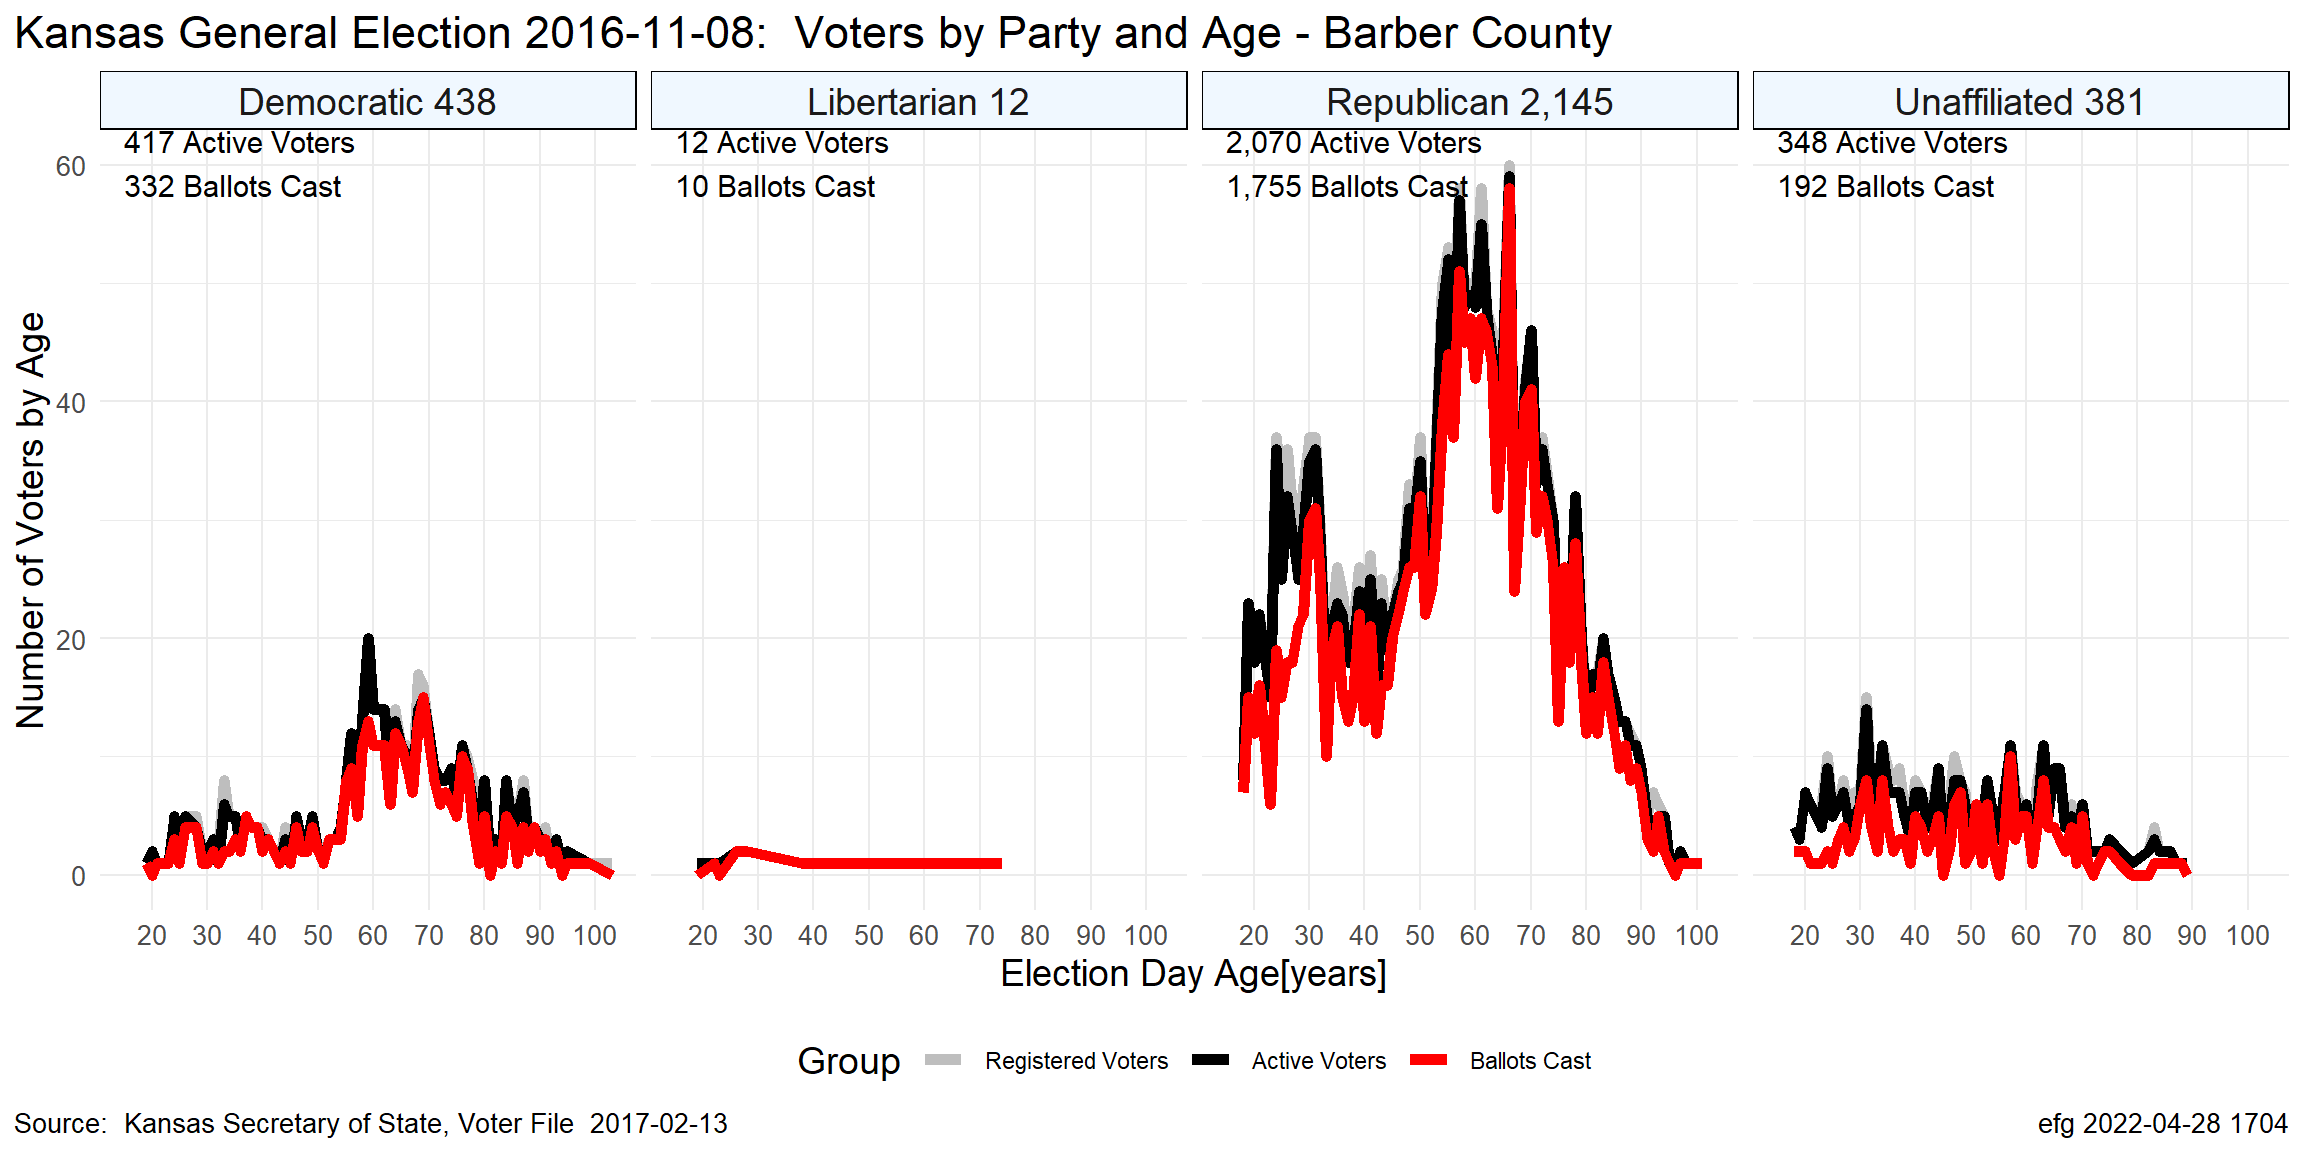 Kansas General Election 2016-11-08:  Voters by Party and Age - Barber County
Democratic 438
Libertarian 12
Republican 2,145
Unaffiliated 381
417 Active Voters
332 Ballots Cast
12 Active Voters
10 Ballots Cast
2,070 Active Voters
1,755 Ballots Cast
348 Active Voters
192 Ballots Cast
Number of Voters by Age
60
40
20
0
20 30 40 50 60 70 80 90 100
20 30 40 50 60 70 80 90 100
20 30 40 50 60 70 80 90 100
20 30 40 50 60 70 80 90 100
Election Day Age[years]
Group Registered Voters Active Voters Ballots Cast
Source:  Kansas Secretary of State, Voter File  2017-02-13
efg 2022-04-28 1704